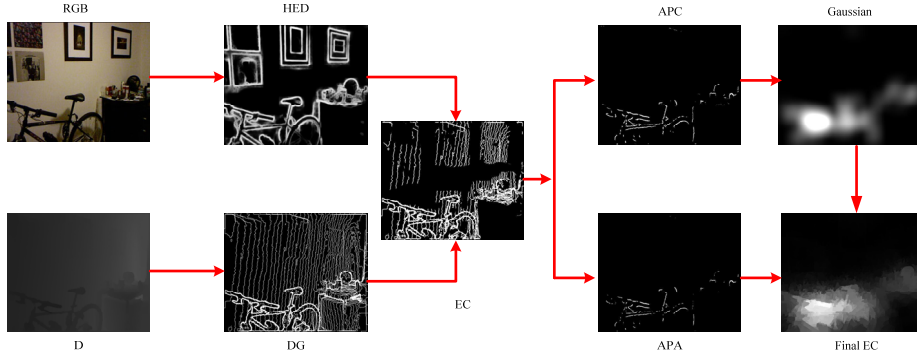 RGB
HED
APC
Gaussian
EC
D
DG
APA
Final EC